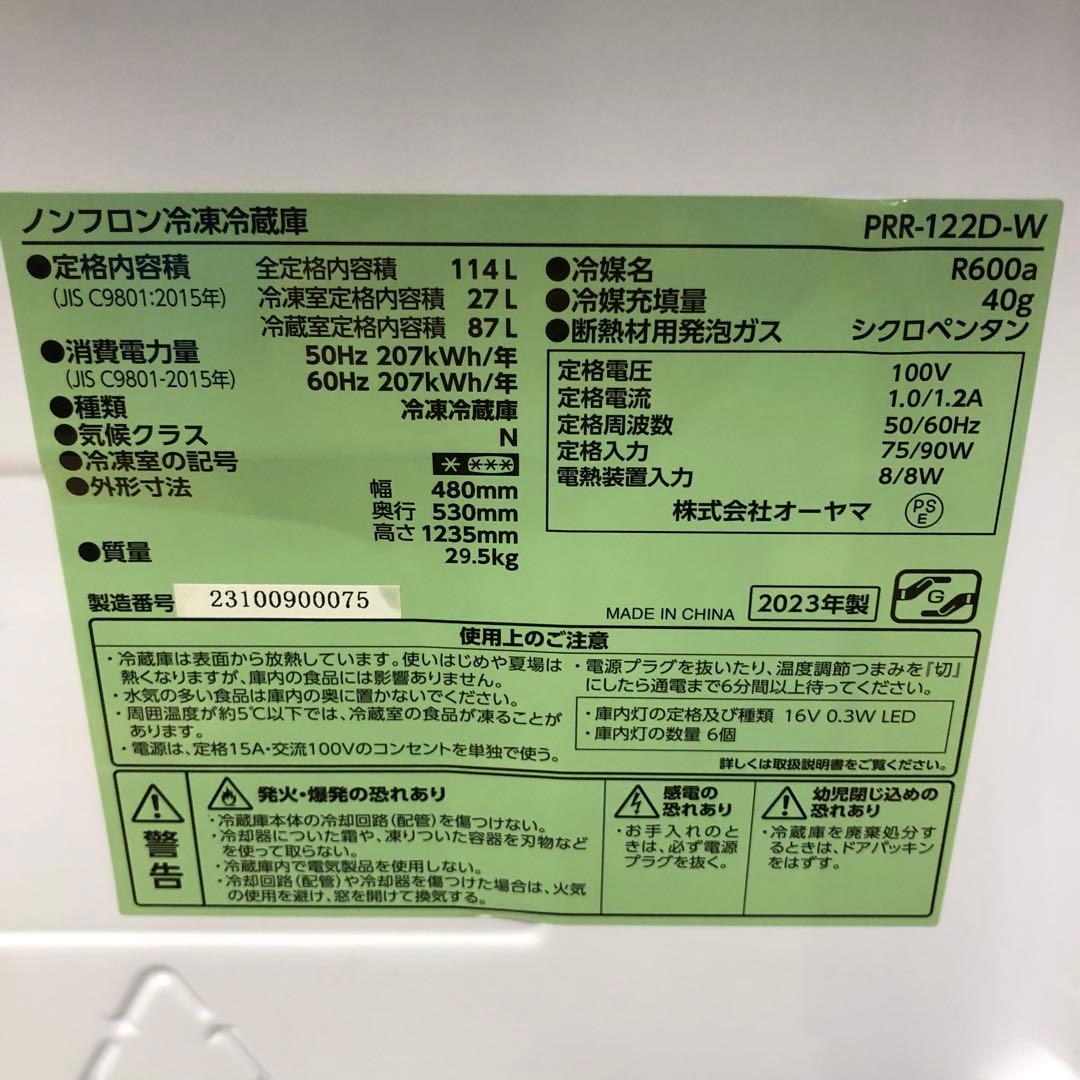 ノンフロン冷凍冷蔵庫 PRR-122D-W
●定格内容積 全定格内容積 114L
(JIS C9801:2015年) 冷凍室定格内容積 27L
冷蔵室定格内容積 87L
●消費電力量 50Hz 207kWh/年
(JIS C9801-2015年) 60Hz 207kWh/年
●種類 冷凍冷蔵庫
●気候クラス N
●冷凍室の記号
●外形寸法 幅 480mm
奥行 530mm
高さ 1235mm
●質量 29.5kg
●冷媒名 R600a
●冷媒充填量 40g
●断熱材用発泡ガス シクロペンタン
定格電圧 100V
定格電流 1.0/1.2A
定格周波数 50/60Hz
定格入力 75/90W
電熱装置入力 8/8W
株式会社オーヤマ PSE
製造番号 23100900075
MADE IN CHINA 2023年製 G
使用上のご注意
・冷蔵庫は表面から放熱しています。使いはじめや夏場は
熱くなりますが、庫内の食品には影響ありません。
・水気の多い食品は庫内の奥に置かないでください。
・周囲温度が約5℃以下では、冷蔵室の食品が凍ることが
あります。
・電源は、定格15A・交流100Vのコンセントを単独で使う。
・電源プラグを抜いたり、温度調節つまみを『切』
にしたら通電まで6分間以上待ってください。
・庫内灯の定格及び種類 16V 0.3W LED
・庫内灯の数量 6個
詳しくは取扱説明書をご覧ください。
警告
発火・爆発の恐れあり
・冷蔵庫本体の冷却回路(配管)を傷つけない。
・冷却器についた霜や、凍りついた容器を刃物など
を使って取らない。
・冷蔵庫内で電気製品を使用しない。
・冷却回路(配管)や冷却器を傷つけた場合は、火気
の使用を避け、窓を開けて換気する。
感電の
恐れあり
・お手入れのと
きは、必ず電源
プラグを抜く。
幼児閉じ込めの
恐れあり
・冷蔵庫を廃棄処分す
るときは、ドアパッキン
をはずす。